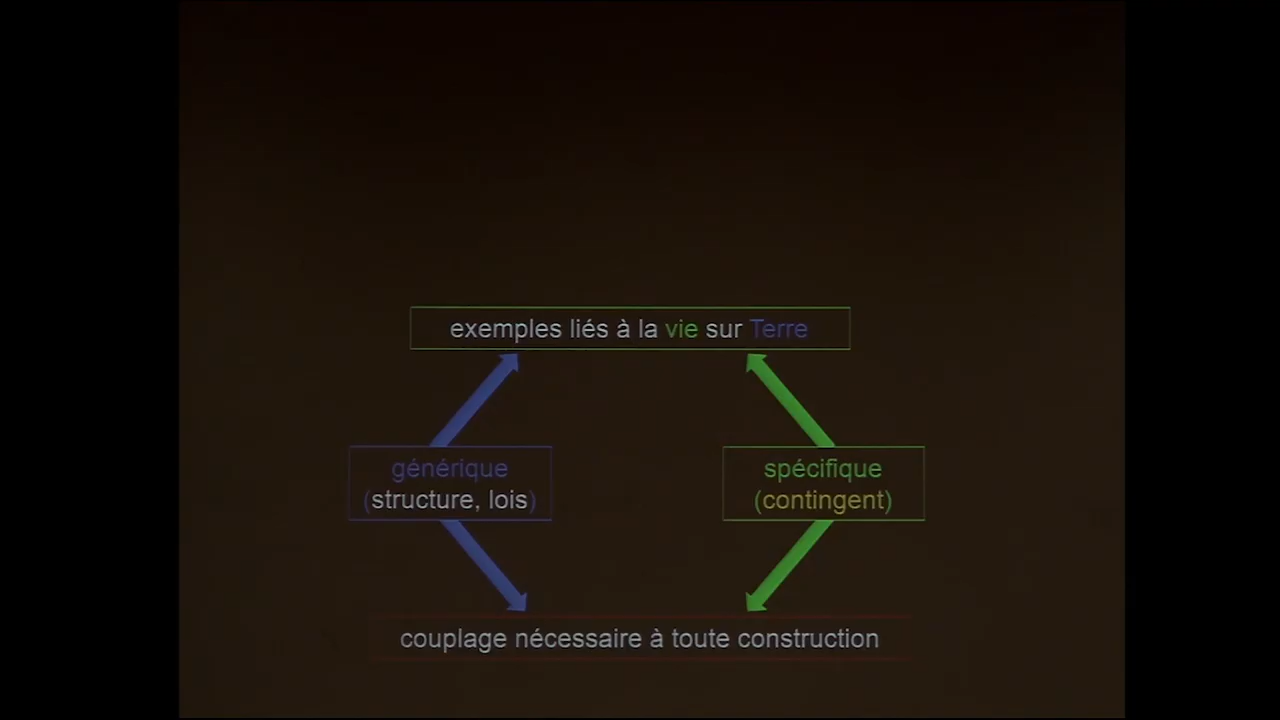 exemples liés à la vie sur Terre
générique
(structure, lois)
spécifique
(contingent)
couplage nécessaire à toute construction